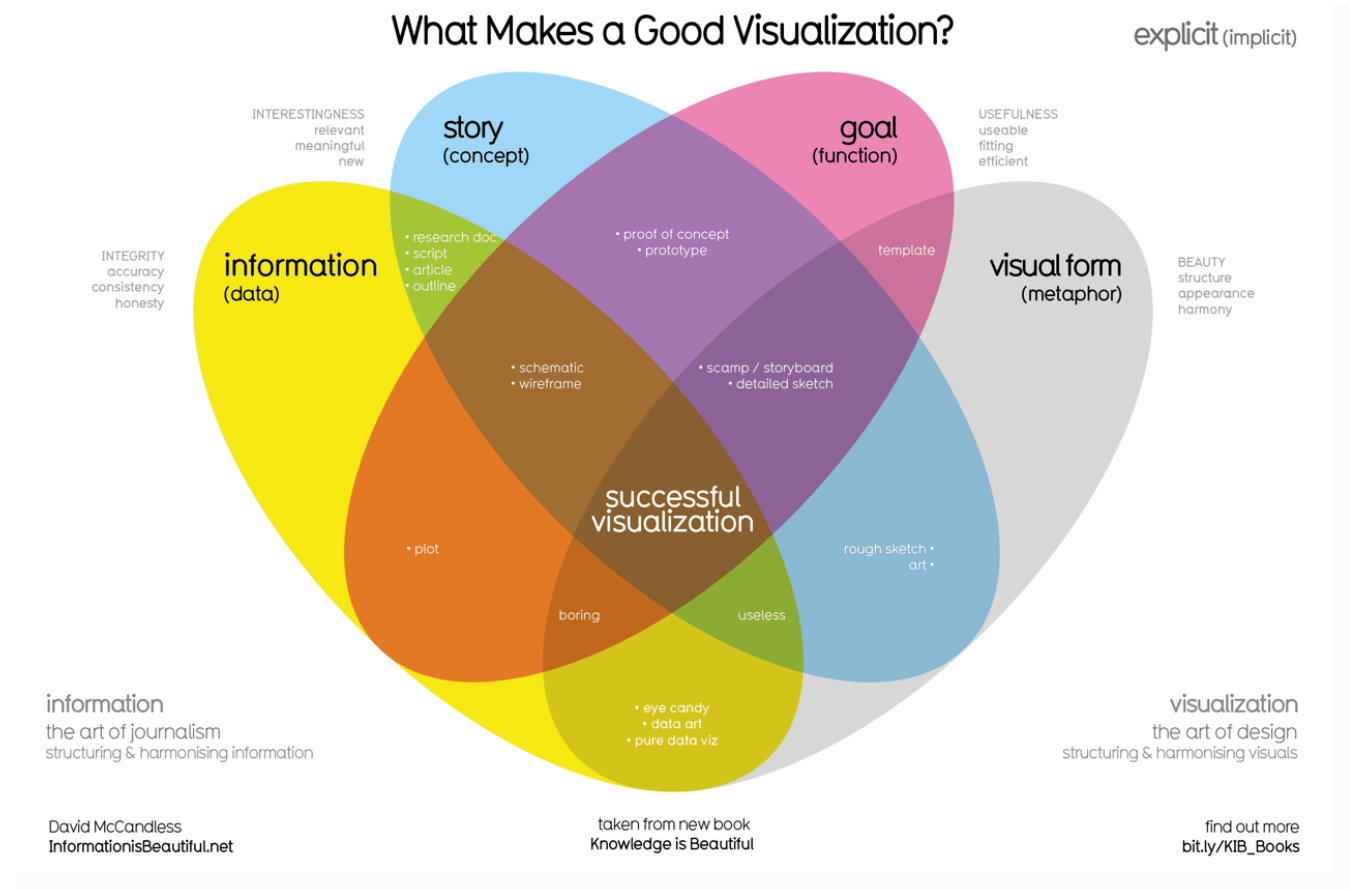 What Makes a Good Visualization?
explicit (implicit)
INTERESTINGNESS
relevant
meaningful
new
story
(concept)
goal
(function)
USEFULNESS
useable
fitting
efficient
INTEGRITY
accuracy
consistency
honesty
information
(data)
• research doc
• script
• article
• outline
• proof of concept
• prototype
template
visual form
(metaphor)
BEAUTY
structure
appearance
harmony
• schematic
• wireframe
• scamp / storyboard
• detailed sketch
successful
visualization
• plot
rough sketch •
art •
boring
useless
• eye candy
• data art
• pure data viz
information
the art of journalism
structuring & harmonising information
visualization
the art of design
structuring & harmonising visuals
David McCandless
InformationisBeautiful.net
taken from new book
Knowledge is Beautiful
find out more
bit.ly/KIB_Books